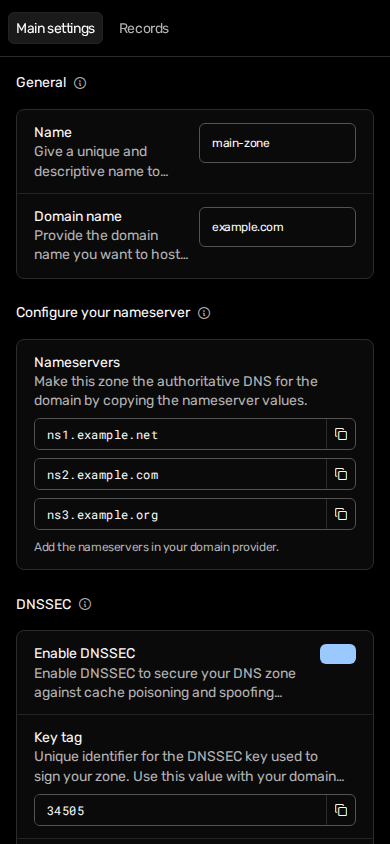 Main settings Records
General
Name
Give a unique and
descriptive name to…
main-zone
Domain name
Provide the domain
name you want to host…
example.com
Configure your nameserver
Nameservers
Make this zone the authoritative DNS for the
domain by copying the nameserver values.
ns1.example.net
ns2.example.com
ns3.example.org
Add the nameservers in your domain provider.
DNSSEC
Enable DNSSEC
Enable DNSSEC to secure your DNS zone
against cache poisoning and spoofing…
Key tag
Unique identifier for the DNSSEC key used to
sign your zone. Use this value with your domain…
34505